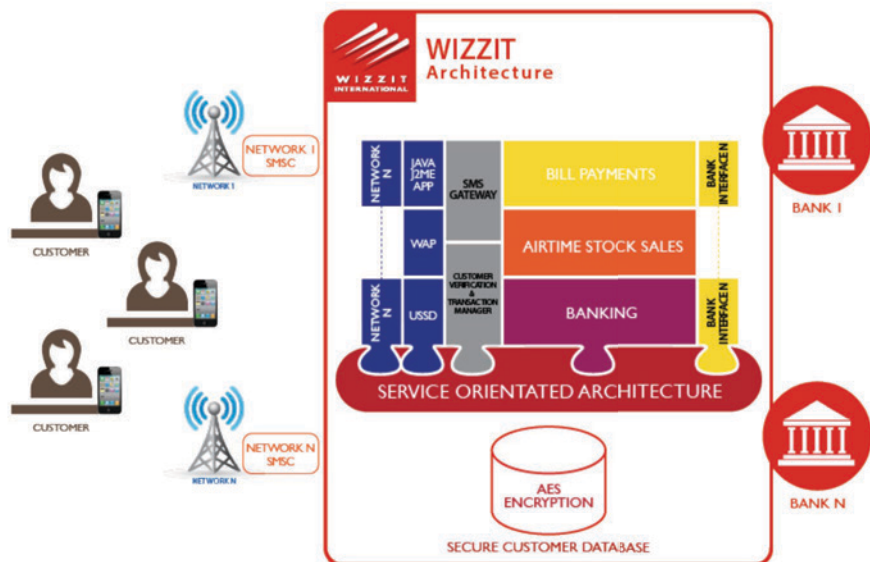 WIZZIT
INTERNATIONAL
WIZZIT
Architecture
NETWORK 1
SMSC
NETWORK 1
CUSTOMER
CUSTOMER
CUSTOMER
NETWORK N
SMSC
NETWORK N
NETWORK
N
JAVA
J2ME
APP
SMS
GATEWAY
BILL PAYMENTS
BANK
INTERFACE N
WAP
AIRTIME STOCK SALES
CUSTOMER
VERIFICATION
&
TRANSACTION
MANAGER
NETWORK
N
USSD
BANKING
BANK
INTERFACE N
SERVICE ORIENTATED ARCHITECTURE
AES
ENCRYPTION
SECURE CUSTOMER DATABASE
BANK 1
BANK N